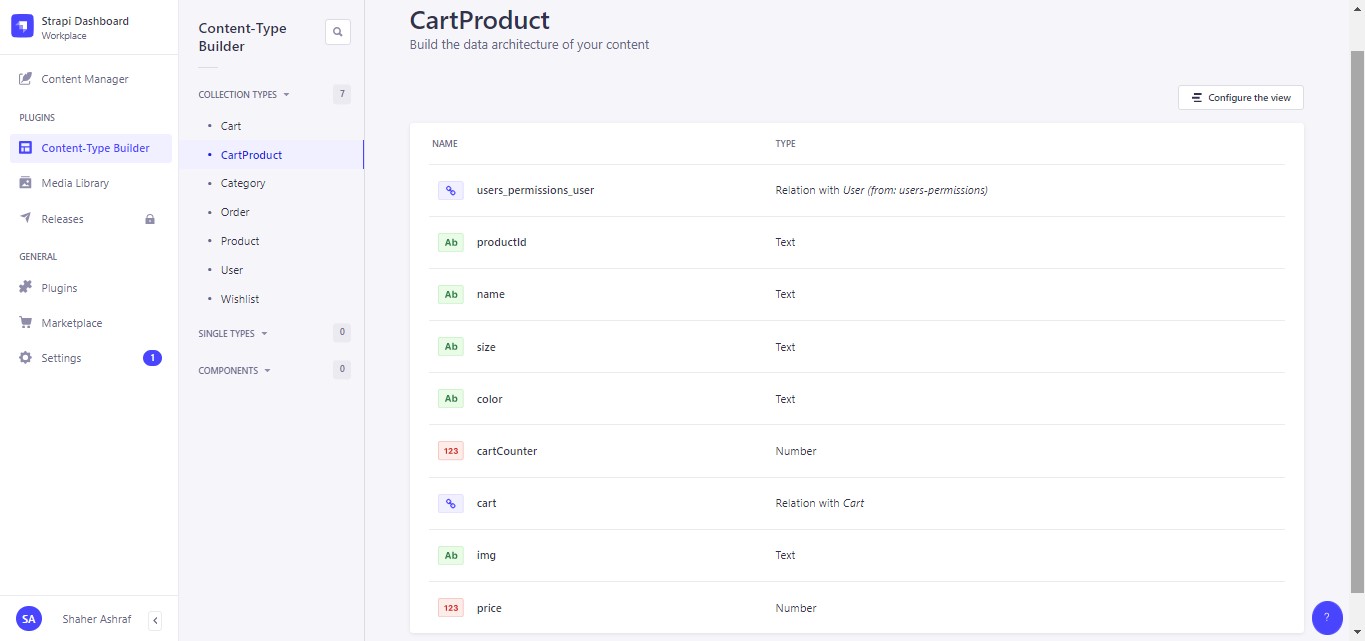 Strapi Dashboard
Workplace
Content Manager
PLUGINS
Content-Type Builder
Media Library
Releases
GENERAL
Plugins
Marketplace
Settings
1
SA
Shaher Ashraf
Content-Type
Builder
COLLECTION TYPES
7
Cart
CartProduct
Category
Order
Product
User
Wishlist
SINGLE TYPES
0
COMPONENTS
0
CartProduct
Build the data architecture of your content
Configure the view
NAME TYPE
users_permissions_user Relation with User (from: users-permissions)
Ab productId Text
Ab name Text
Ab size Text
Ab color Text
123 cartCounter Number
cart Relation with Cart
Ab img Text
123 price Number
?